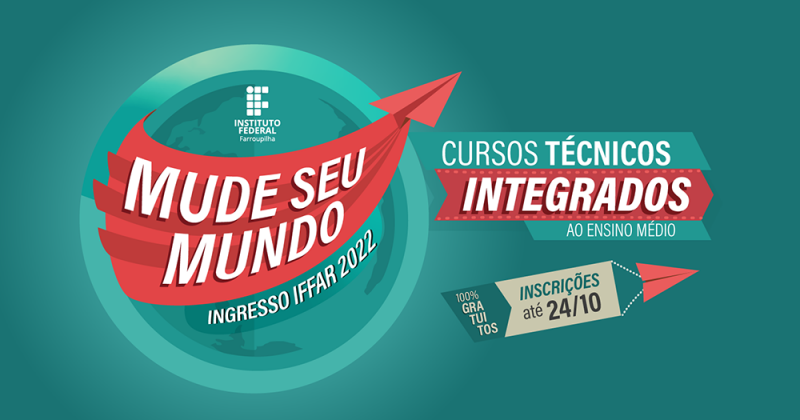 INSTITUTO
FEDERAL
Farroupilha
MUDE SEU
MUNDO
INGRESSO IFFAR 2022
CURSOS TÉCNICOS
INTEGRADOS
AO ENSINO MÉDIO
100%
GRA
TUI
TOS
INSCRIÇÕES
até 24/10